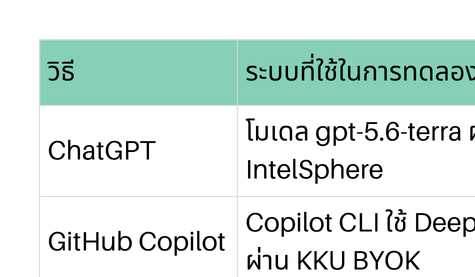 วิธี
ระบบที่ใช้ในการทดลอง
ChatGPT
โมเดล gpt-5.6-terra
IntelSphere
GitHub Copilot
Copilot CLI ใช้ Deep
ผ่าน KKU BYOK